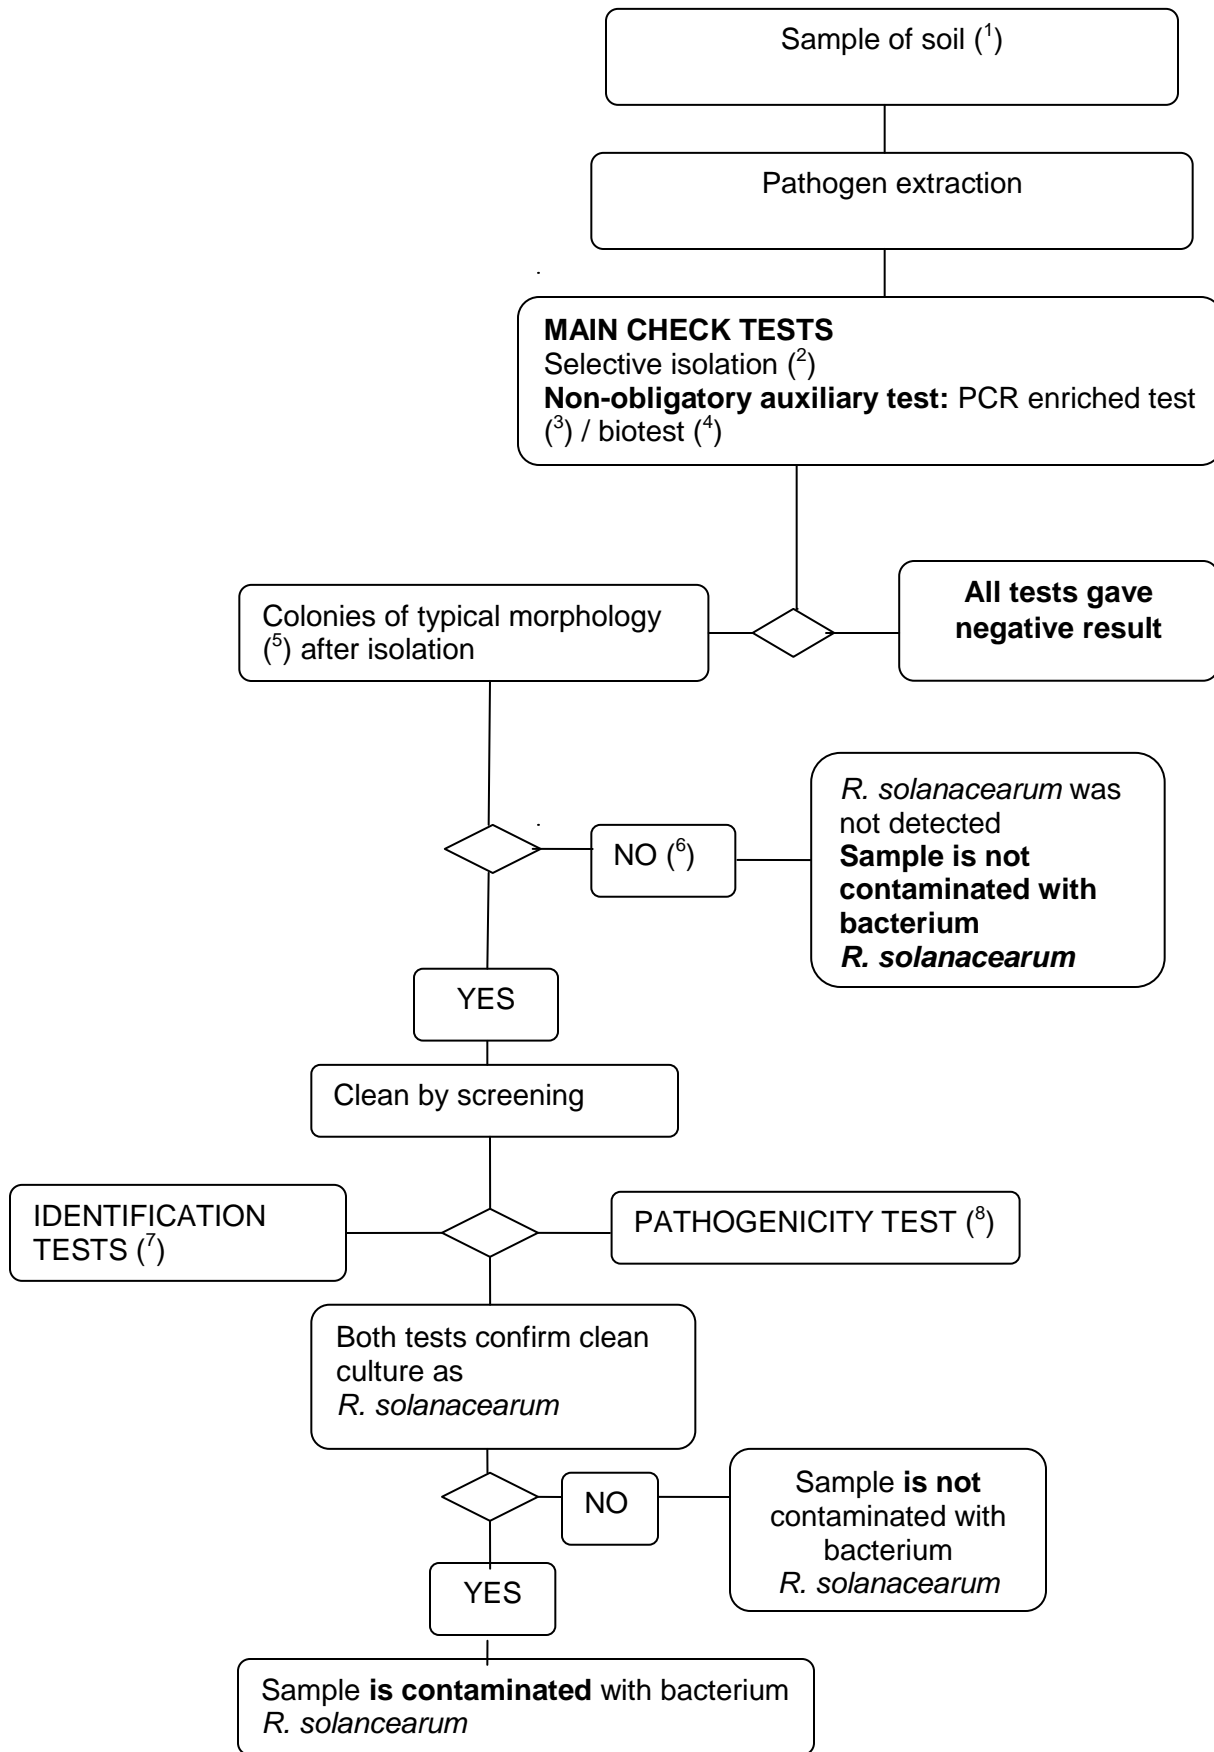 Sample of soil (¹)
Pathogen extraction
MAIN CHECK TESTS
Selective isolation (²)
Non-obligatory auxiliary test: PCR enriched test
(³) / biotest (⁴)
Colonies of typical morphology
(⁵) after isolation
All tests gave
negative result
NO (⁶)
R. solanacearum was
not detected
Sample is not
contaminated with
bacterium
R. solanacearum
YES
Clean by screening
IDENTIFICATION
TESTS (⁷)
PATHOGENICITY TEST (⁸)
Both tests confirm clean
culture as
R. solanacearum
NO
Sample is not
contaminated with
bacterium
R. solanacearum
YES
Sample is contaminated with bacterium
R. solancearum